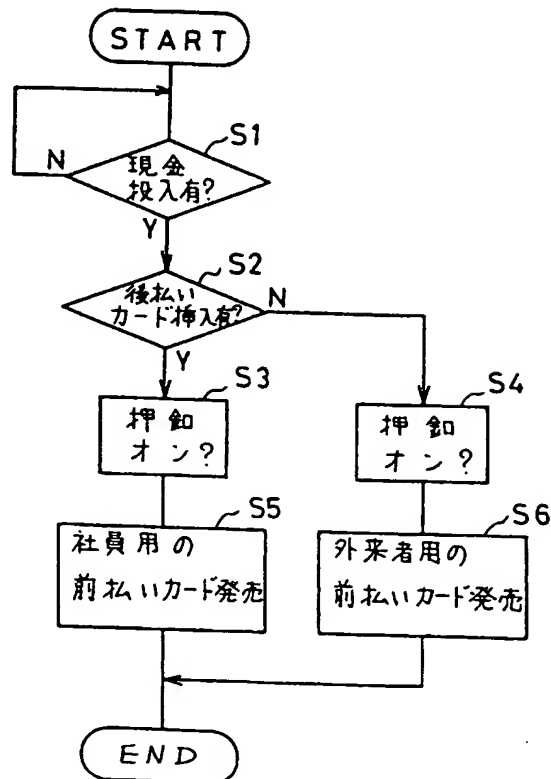 START
S1
N
現金
投入有?
Y
S2
後払い
カード挿入有?
N
Y
S3
押釦
オン?
S4
押釦
オン?
S5
社員用の
前払いカード発売
S6
外来者用の
前払いカード発売
END